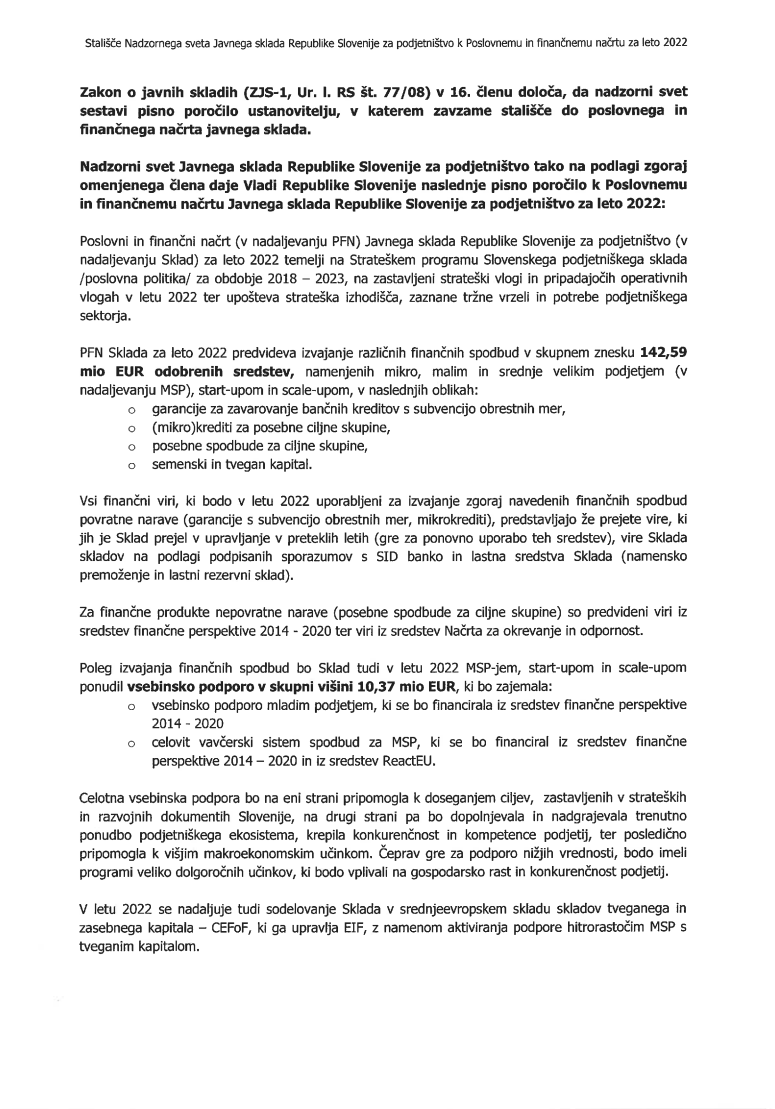 Stališče Nadzornega sveta Javnega sklada Republike Slovenije za podjetništvo k Poslovnemu in finančnemu načrtu za leto 2022
Zakon o javnih skladih (ZJS-1, Ur. l. RS št. 77/08) v 16. členu določa, da nadzorni svet
sestavi pisno poročilo ustanovitelju, v katerem zavzame stališče do poslovnega in
finančnega načrta javnega sklada.
Nadzorni svet Javnega sklada Republike Slovenije za podjetništvo tako na podlagi zgoraj
omenjenega člena daje Vladi Republike Slovenije naslednje pisno poročilo k Poslovnemu
in finančnemu načrtu Javnega sklada Republike Slovenije za podjetništvo za leto 2022:
Poslovni in finančni načrt (v nadaljevanju PFN) Javnega sklada Republike Slovenije za podjetništvo (v
nadaljevanju Sklad) za leto 2022 temelji na Strateškem programu Slovenskega podjetniškega sklada
/poslovna politika/ za obdobje 2018 – 2023, na zastavljeni strateški vlogi in pripadajočih operativnih
vlogah v letu 2022 ter upošteva strateška izhodišča, zaznane tržne vrzeli in potrebe podjetniškega
sektorja.
PFN Sklada za leto 2022 predvideva izvajanje različnih finančnih spodbud v skupnem znesku 142,59
mio EUR odobrenih sredstev, namenjenih mikro, malim in srednje velikim podjetjem (v
nadaljevanju MSP), start-upom in scale-upom, v naslednjih oblikah:
o garancije za zavarovanje bančnih kreditov s subvencijo obrestnih mer,
o (mikro)krediti za posebne ciljne skupine,
o posebne spodbude za ciljne skupine,
o semenski in tvegan kapital.
Vsi finančni viri, ki bodo v letu 2022 uporabljeni za izvajanje zgoraj navedenih finančnih spodbud
povratne narave (garancije s subvencijo obrestnih mer, mikrokrediti), predstavljajo že prejete vire, ki
jih je Sklad prejel v upravljanje v preteklih letih (gre za ponovno uporabo teh sredstev), vire Sklada
skladov na podlagi podpisanih sporazumov s SID banko in lastna sredstva Sklada (namensko
premoženje in lastni rezervni sklad).
Za finančne produkte nepovratne narave (posebne spodbude za ciljne skupine) so predvideni viri iz
sredstev finančne perspektive 2014 - 2020 ter viri iz sredstev Načrta za okrevanje in odpornost.
Poleg izvajanja finančnih spodbud bo Sklad tudi v letu 2022 MSP-jem, start-upom in scale-upom
ponudil vsebinsko podporo v skupni višini 10,37 mio EUR, ki bo zajemala:
o vsebinsko podporo mladim podjetjem, ki se bo financirala iz sredstev finančne perspektive
2014 - 2020
o celovit vavčerski sistem spodbud za MSP, ki se bo financiral iz sredstev finančne
perspektive 2014 – 2020 in iz sredstev ReactEU.
Celotna vsebinska podpora bo na eni strani pripomogla k doseganjem ciljev, zastavljenih v strateških
in razvojnih dokumentih Slovenije, na drugi strani pa bo dopolnjevala in nadgrajevala trenutno
ponudbo podjetniškega ekosistema, krepila konkurenčnost in kompetence podjetij, ter posledično
pripomogla k višjim makroekonomskim učinkom. Čeprav gre za podporo nižjih vrednosti, bodo imeli
programi veliko dolgoročnih učinkov, ki bodo vplivali na gospodarsko rast in konkurenčnost podjetij.
V letu 2022 se nadaljuje tudi sodelovanje Sklada v srednjeevropskem skladu skladov tveganega in
zasebnega kapitala – CEFoF, ki ga upravlja EIF, z namenom aktiviranja podpore hitrorastočim MSP s
tveganim kapitalom.